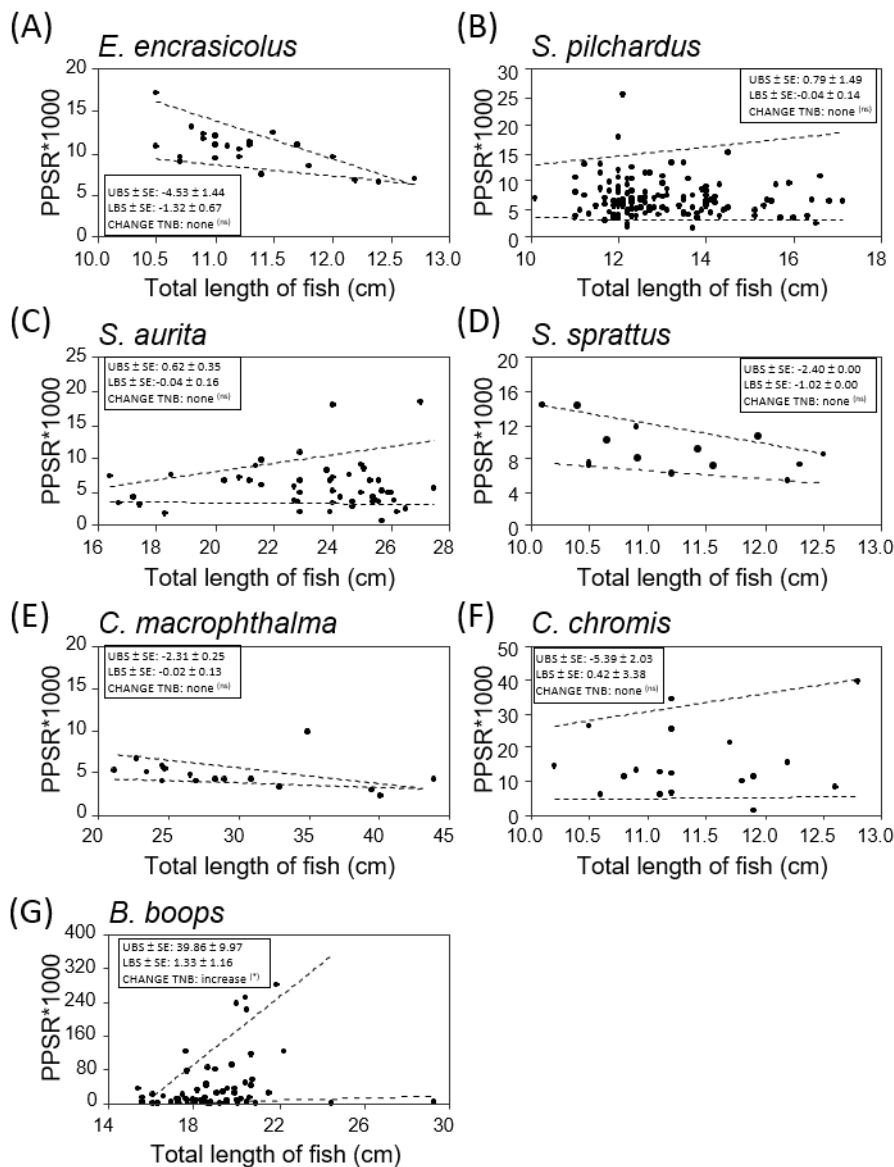 (A) E. encrasicolus
PPSR*1000
20
15
10
5
0
UBS ± SE: -4.53 ± 1.44
LBS ± SE: -1.32 ± 0.67
CHANGE TNB: none (ns)
10.0 10.5 11.0 11.5 12.0 12.5 13.0
Total length of fish (cm)
(B) S. pilchardus
PPSR*1000
30
25
20
15
10
5
0
UBS ± SE: 0.79 ± 1.49
LBS ± SE:-0.04 ± 0.14
CHANGE TNB: none (ns)
10 12 14 16 18
Total length of fish (cm)
(C) S. aurita
PPSR*1000
25
20
15
10
5
0
UBS ± SE: 0.62 ± 0.35
LBS ± SE:-0.04 ± 0.16
CHANGE TNB: none (ns)
16 18 20 22 24 26 28
Total length of fish (cm)
(D) S. sprattus
PPSR*1000
20
16
12
8
4
0
UBS ± SE: -2.40 ± 0.00
LBS ± SE: -1.02 ± 0.00
CHANGE TNB: none (ns)
10.0 10.5 11.0 11.5 12.0 12.5 13.0
Total length of fish (cm)
(E) C. macrophthalma
PPSR*1000
20
15
10
5
0
UBS ± SE: -2.31 ± 0.25
LBS ± SE: -0.02 ± 0.13
CHANGE TNB: none (ns)
20 25 30 35 40 45
Total length of fish (cm)
(F) C. chromis
PPSR*1000
50
40
30
20
10
0
UBS ± SE: -5.39 ± 2.03
LBS ± SE: 0.42 ± 3.38
CHANGE TNB: none (ns)
10.0 10.5 11.0 11.5 12.0 12.5 13.0
Total length of fish (cm)
(G) B. boops
PPSR*1000
400
320
240
160
80
0
UBS ± SE: 39.86 ± 9.97
LBS ± SE: 1.33 ± 1.16
CHANGE TNB: increase (*)
14 18 22 26 30
Total length of fish (cm)